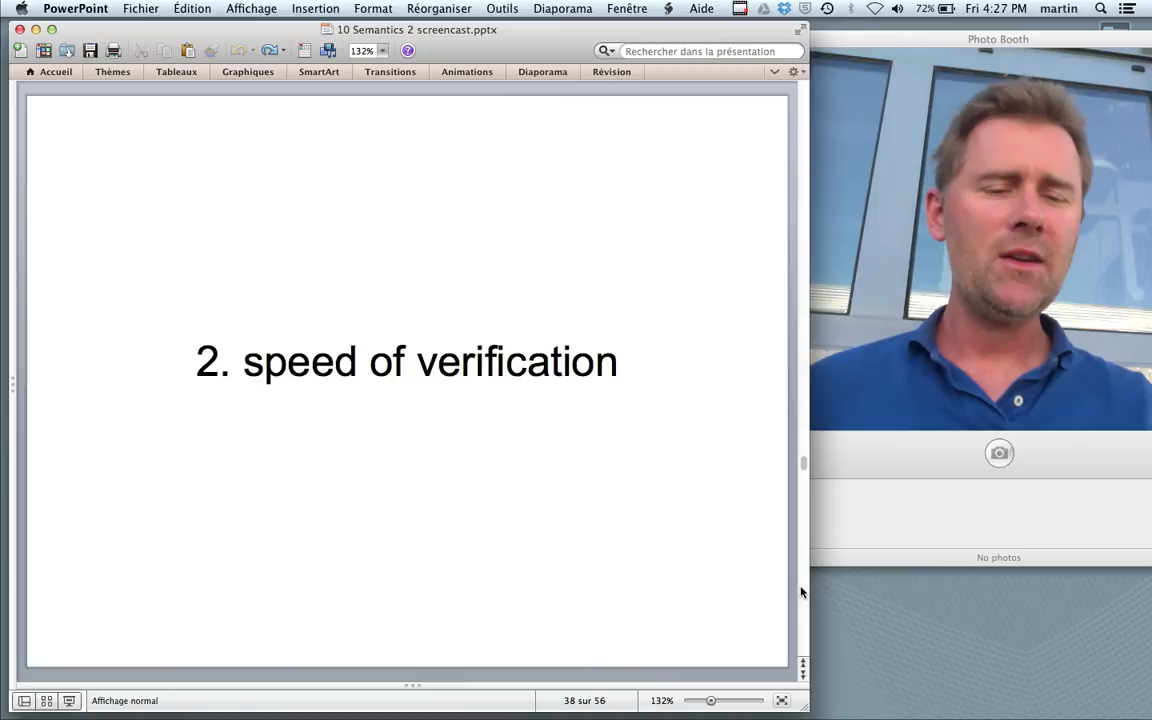 PowerPoint Fichier Édition Affichage Insertion Format Réorganiser Outils Diaporama Fenêtre Aide 72% Fri 4:27 PM martin
10 Semantics 2 screencast.pptx
Photo Booth
132% Rechercher dans la présentation
Accueil Thèmes Tableaux Graphiques SmartArt Transitions Animations Diaporama Révision
2. speed of verification
No photos
Affichage normal 38 sur 56 132%